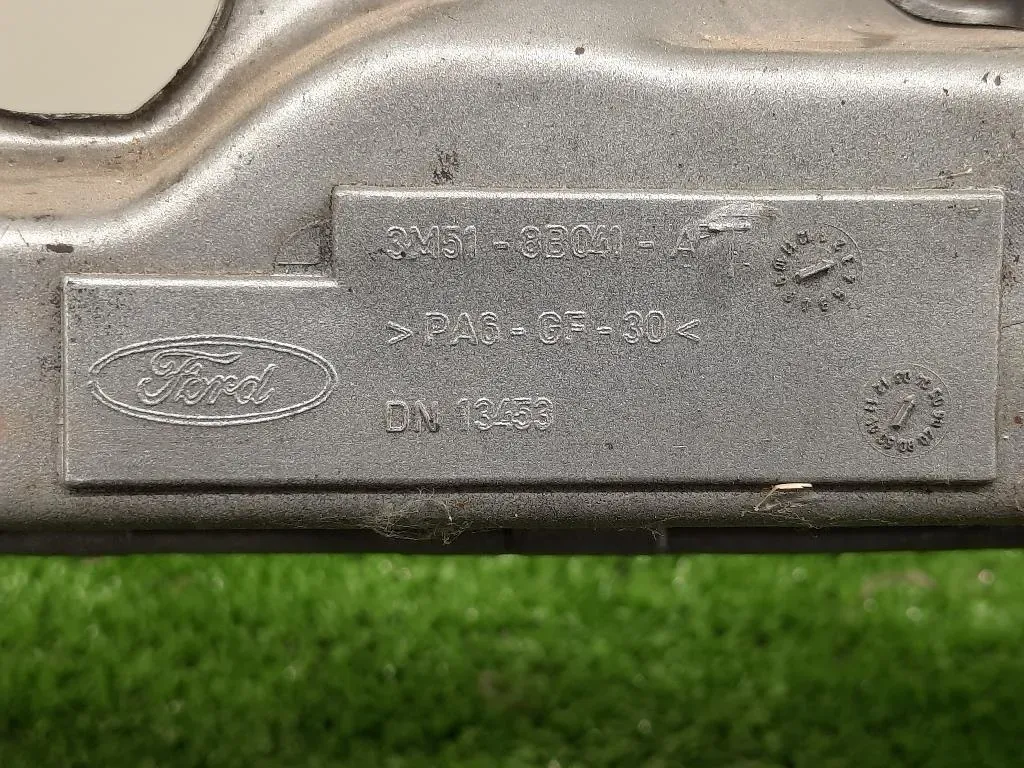 3M51 - 8B041 - A
> PA6 - GF - 30 <
Ford
DN 13453